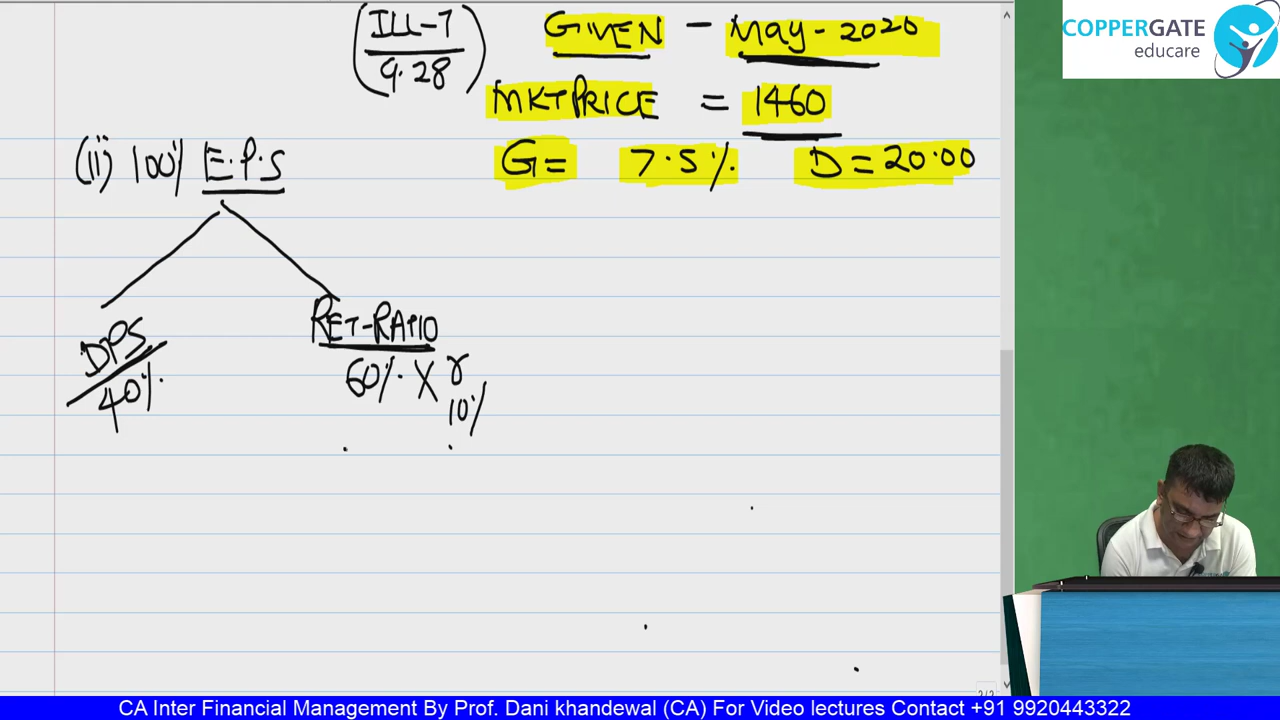 (ILL-7 / 9.28)
GIVEN - May-2020
MKT PRICE = 1460
G = 7.5% D = 20.00
(ii) 100% E.P.S
DPS 40%
RET-RATIO
60% X r
10%
COPPERGATE
educare
2/2
CA Inter Financial Management By Prof. Dani khandewal (CA) For Video lectures Contact +91 9920443322